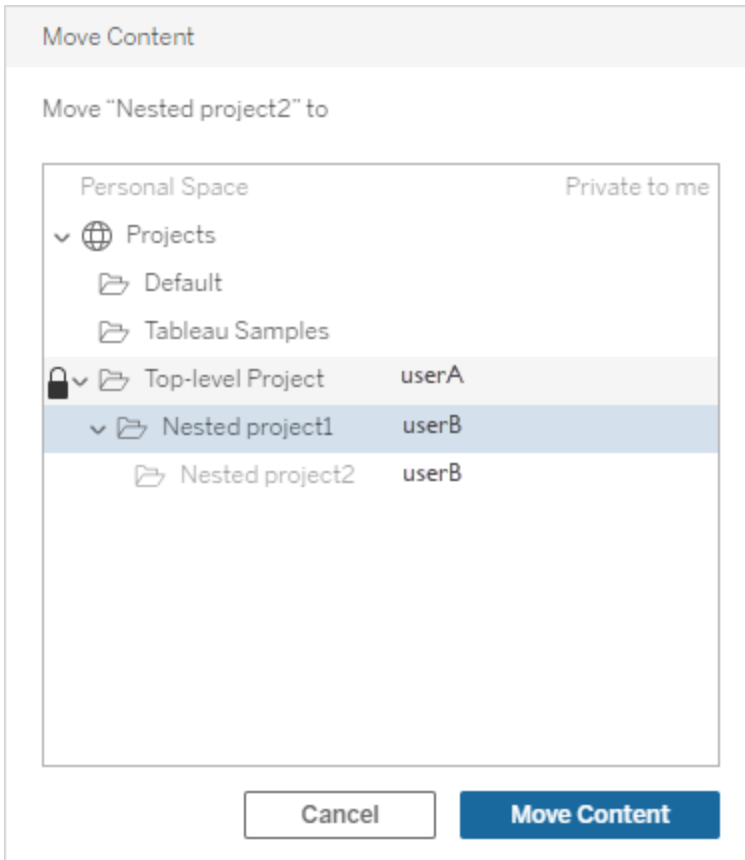 Move Content
Move “Nested project2” to
Personal Space Private to me
Projects
Default
Tableau Samples
Top-level Project userA
Nested project1 userB
Nested project2 userB
Cancel Move Content